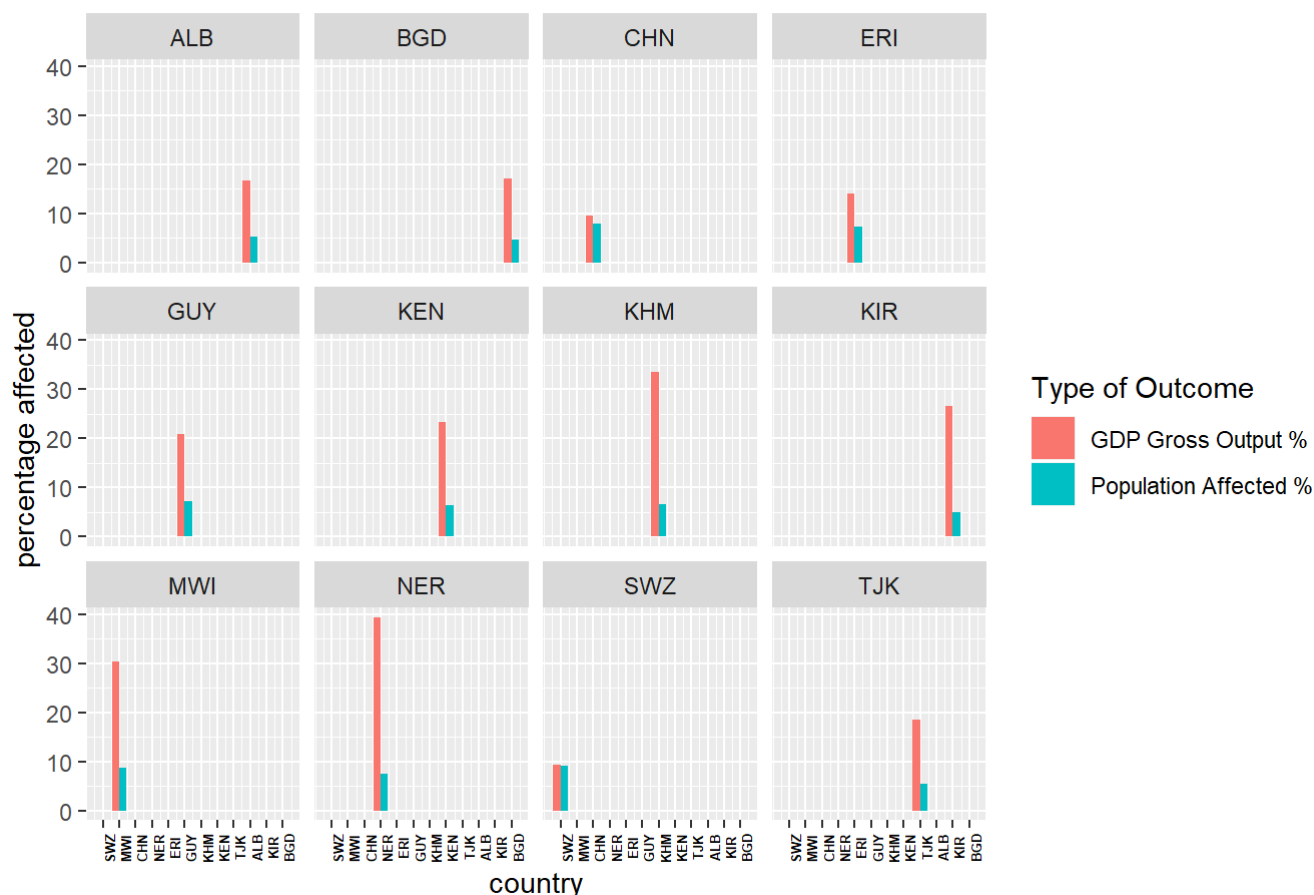 ALB BGD CHN ERI
40
30
20
10
0
GUY KEN KHM KIR
40
30
20
10
0
MWI NER SWZ TJK
40
30
20
10
0
percentage affected
SWZ MWI CHN NER ERI GUY KHM KEN TJK ALB KIR BGD
SWZ MWI CHN NER ERI GUY KHM KEN TJK ALB KIR BGD
SWZ MWI CHN NER ERI GUY KHM KEN TJK ALB KIR BGD
SWZ MWI CHN NER ERI GUY KHM KEN TJK ALB KIR BGD
country
Type of Outcome
GDP Gross Output %
Population Affected %